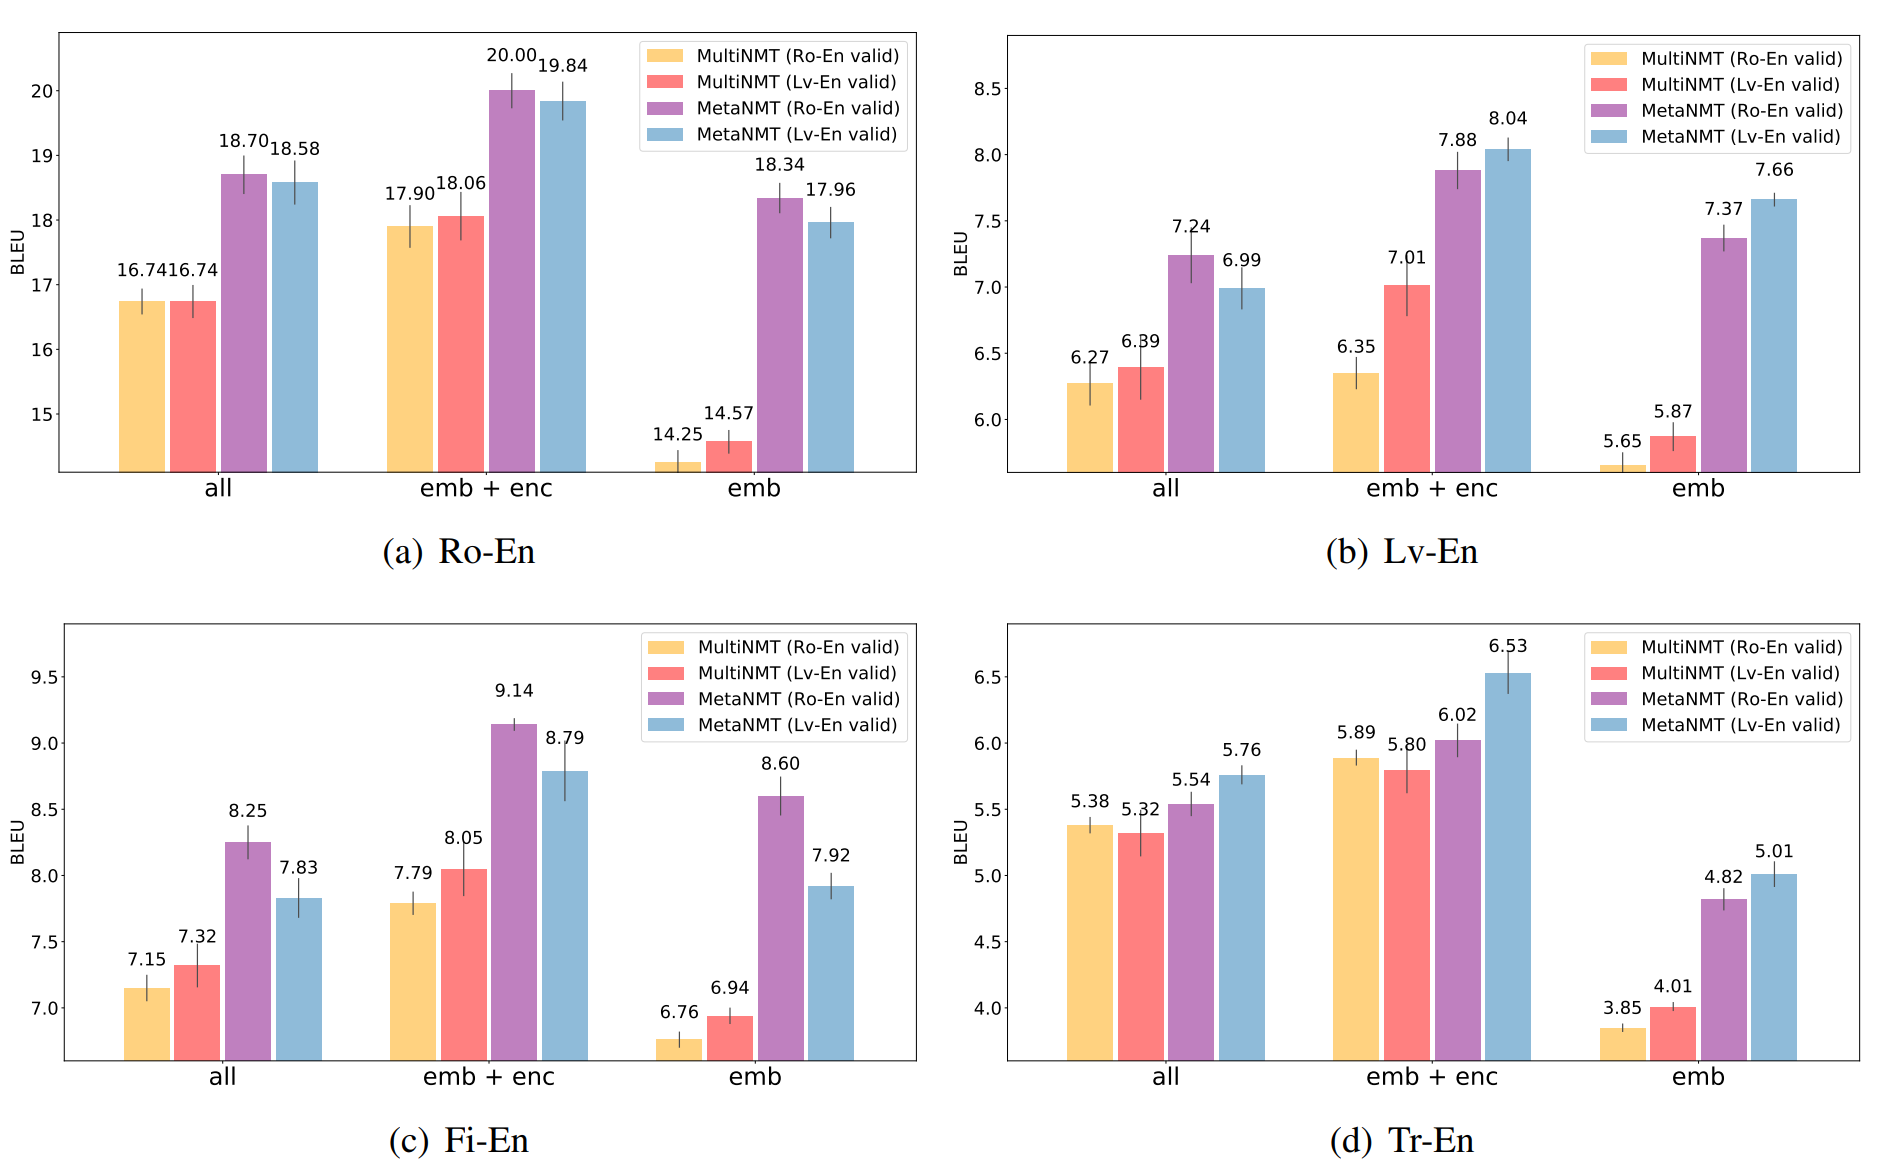 20
19
18
17
16
15
BLEU
16.74
16.74
18.70
18.58
17.90
18.06
20.00
19.84
14.25
14.57
18.34
17.96
MultiNMT (Ro-En valid)
MultiNMT (Lv-En valid)
MetaNMT (Ro-En valid)
MetaNMT (Lv-En valid)
all
emb + enc
emb
(a) Ro-En
8.5
8.0
7.5
7.0
6.5
6.0
BLEU
6.27
6.39
7.24
6.99
6.35
7.01
7.88
8.04
5.65
5.87
7.37
7.66
MultiNMT (Ro-En valid)
MultiNMT (Lv-En valid)
MetaNMT (Ro-En valid)
MetaNMT (Lv-En valid)
all
emb + enc
emb
(b) Lv-En
9.5
9.0
8.5
8.0
7.5
7.0
BLEU
7.15
7.32
8.25
7.83
7.79
8.05
9.14
8.79
6.76
6.94
8.60
7.92
MultiNMT (Ro-En valid)
MultiNMT (Lv-En valid)
MetaNMT (Ro-En valid)
MetaNMT (Lv-En valid)
all
emb + enc
emb
(c) Fi-En
6.5
6.0
5.5
5.0
4.5
4.0
BLEU
5.38
5.32
5.54
5.76
5.89
5.80
6.02
6.53
3.85
4.01
4.82
5.01
MultiNMT (Ro-En valid)
MultiNMT (Lv-En valid)
MetaNMT (Ro-En valid)
MetaNMT (Lv-En valid)
all
emb + enc
emb
(d) Tr-En